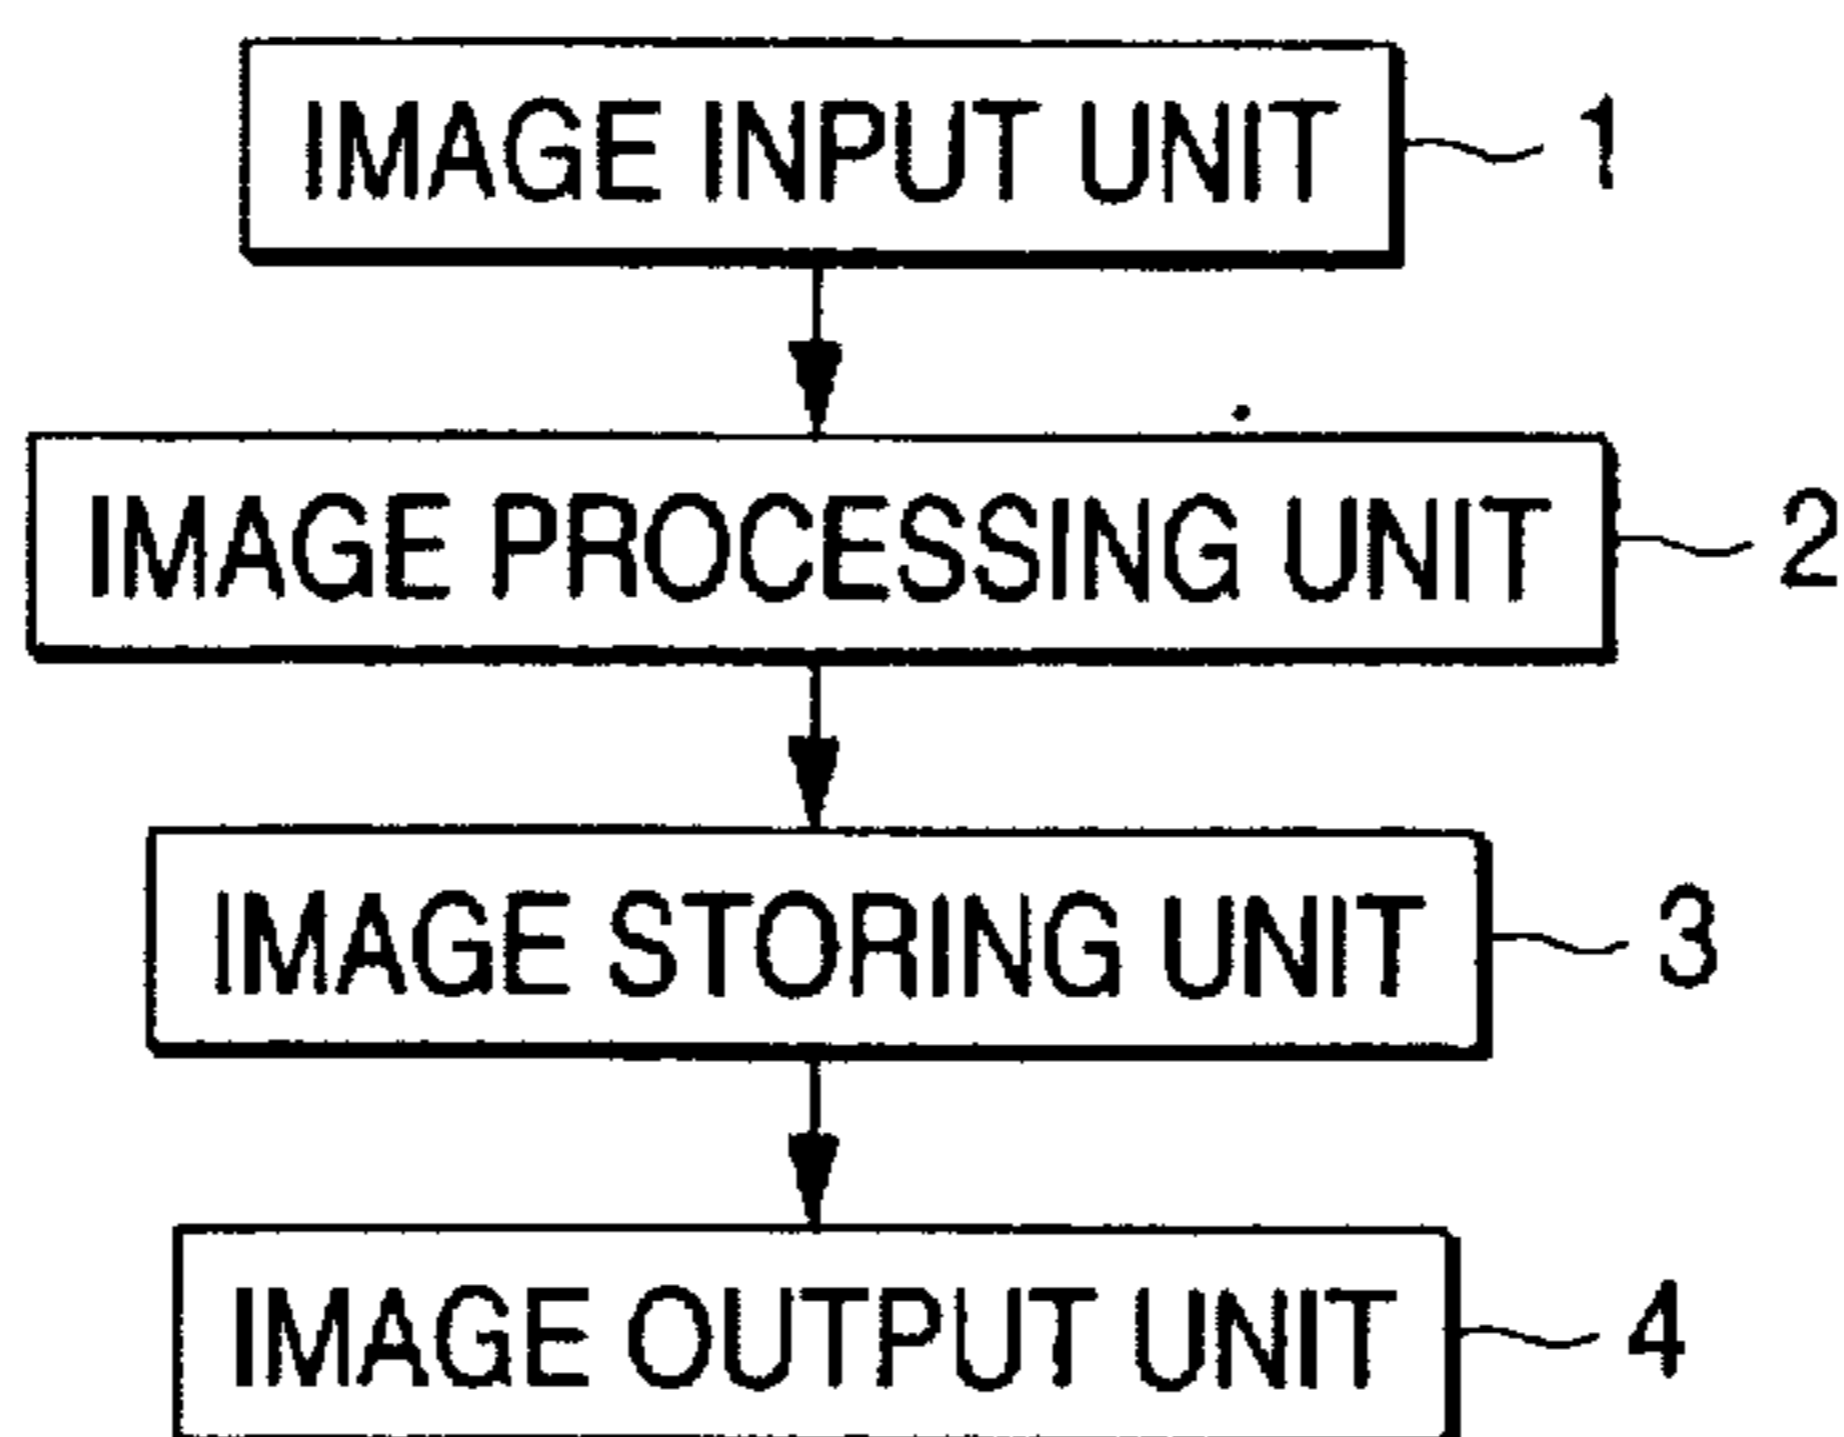 IMAGE INPUT UNIT 1
IMAGE PROCESSING UNIT 2
IMAGE STORING UNIT 3
IMAGE OUTPUT UNIT 4